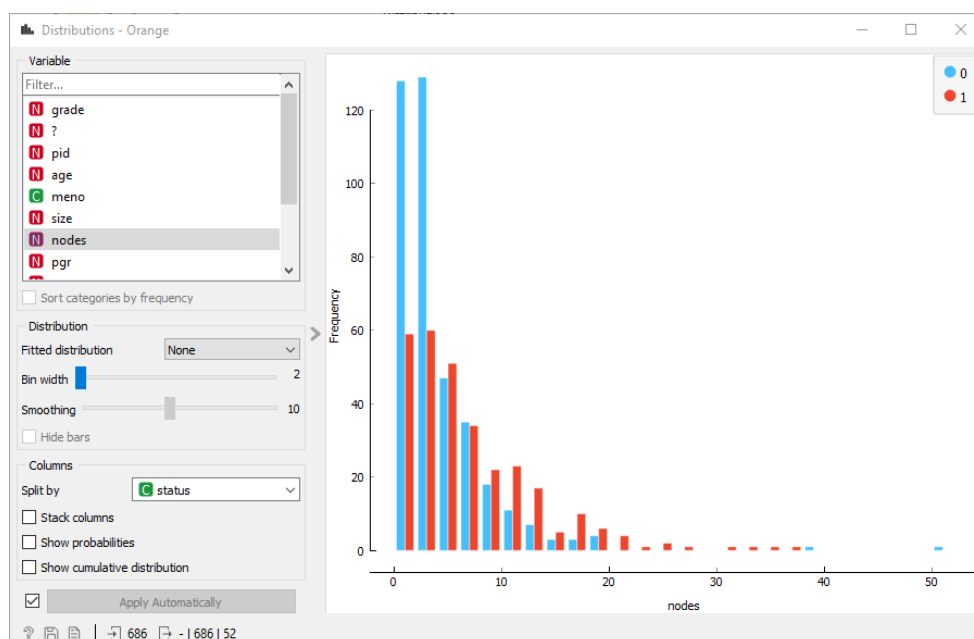 Distributions - Orange
Variable
Filter...
N grade
N ?
N pid
N age
C meno
N size
N nodes
N pgr
Sort categories by frequency
Distribution
Fitted distribution None
Bin width 2
Smoothing 10
Hide bars
Columns
Split by C status
Stack columns
Show probabilities
Show cumulative distribution
Apply Automatically
? 686 - | 686 | 52
0
1
Frequency
120
100
80
60
40
20
0
0 10 20 30 40 50
nodes